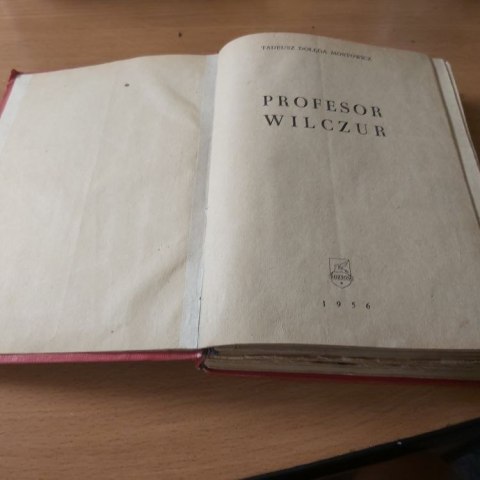 TADEUSZ DOŁĘGA MOSTOWICZ
PROFESOR
WILCZUR
1956